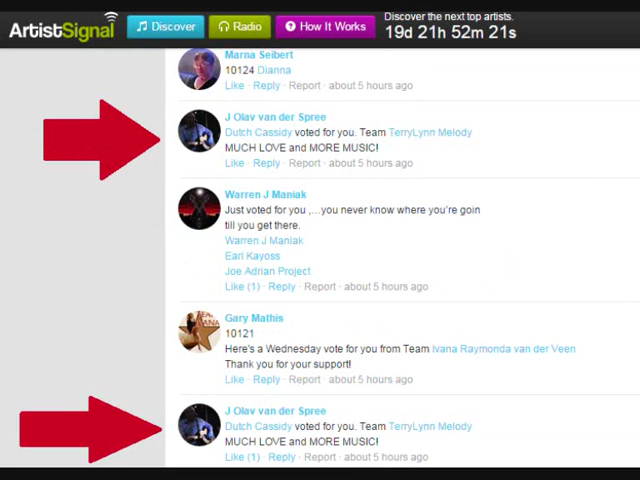 ArtistSignal
Discover
Radio
How It Works
Discover the next top artists.
19d 21h 52m 21s
Marna Seibert
10124 Dianna
Like · Reply · Report · about 5 hours ago
J Olav van der Spree
Dutch Cassidy voted for you. Team TerryLynn Melody
MUCH LOVE and MORE MUSIC!
Like · Reply · Report · about 5 hours ago
Warren J Maniak
Just voted for you ,…you never know where you're goin
till you get there.
Warren J Maniak
Earl Kayoss
Joe Adrian Project
Like (1) · Reply · Report · about 5 hours ago
Gary Mathis
10121
Here's a Wednesday vote for you from Team Ivana Raymonda van der Veen
Thank you for your support!
Like · Reply · Report · about 5 hours ago
J Olav van der Spree
Dutch Cassidy voted for you. Team TerryLynn Melody
MUCH LOVE and MORE MUSIC!
Like (1) · Reply · Report · about 5 hours ago